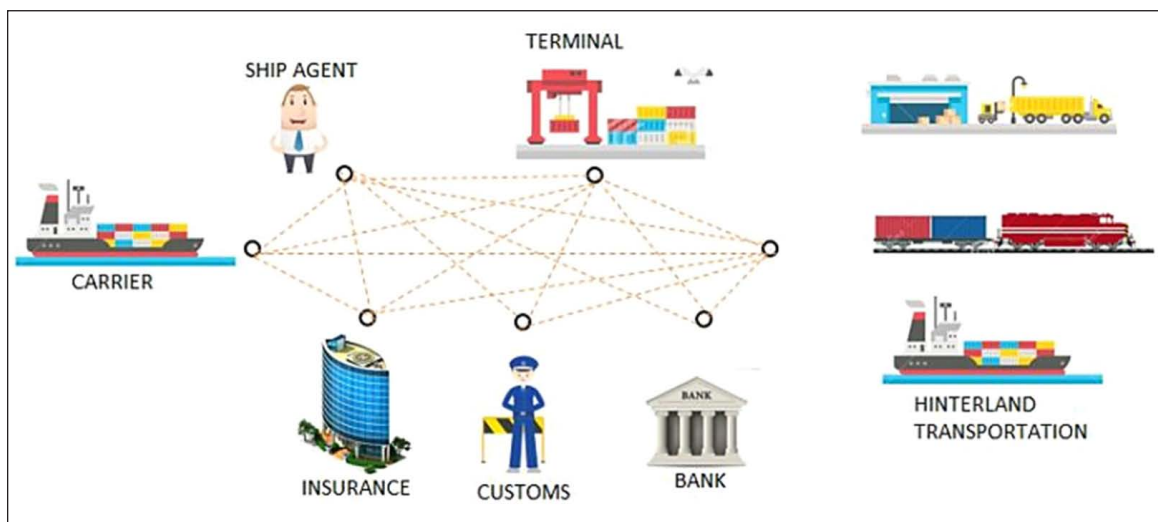 TERMINAL
SHIP AGENT
CARRIER
BANK
HINTERLAND
TRANSPORTATION
INSURANCE
CUSTOMS
BANK